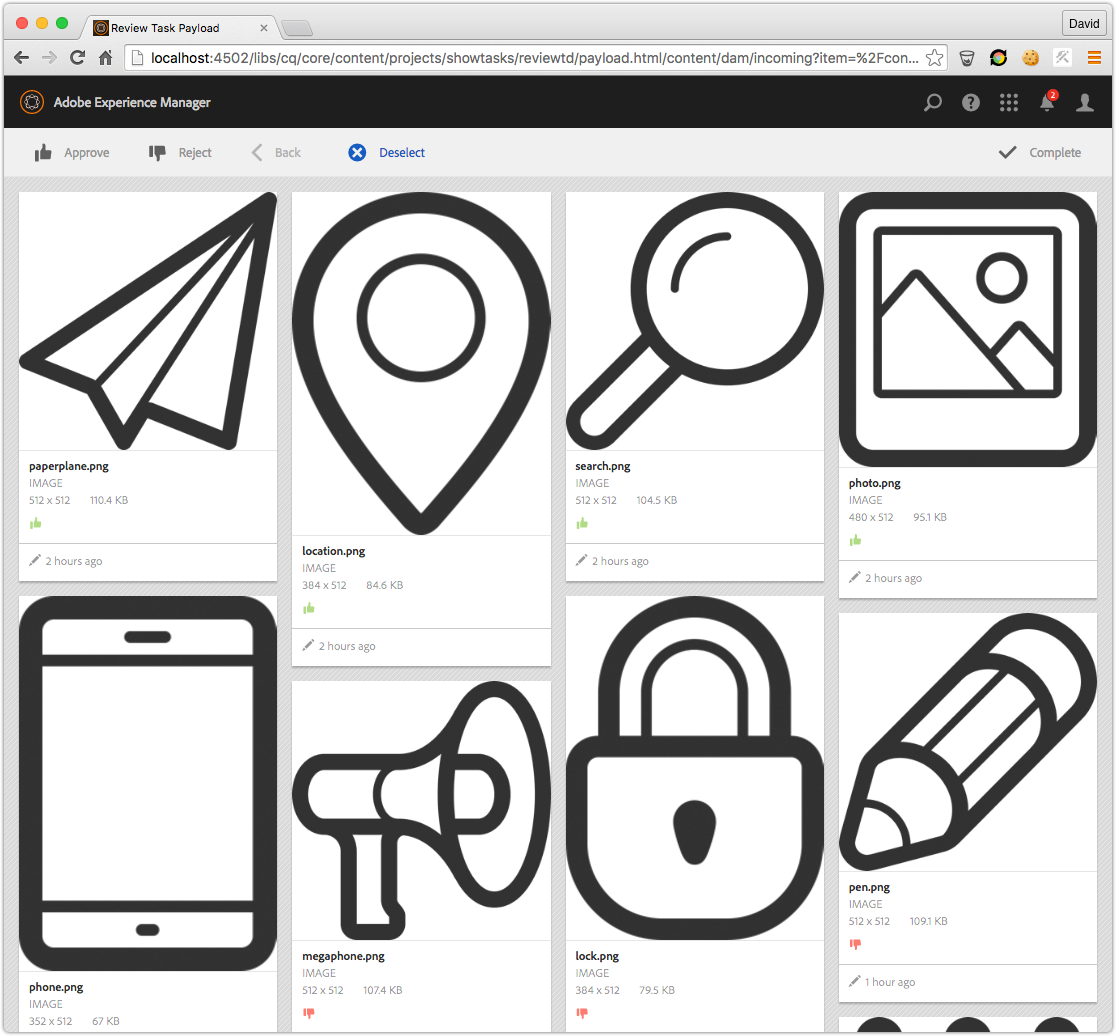 Review Task Payload
David
localhost:4502/libs/cq/core/content/projects/showtasks/reviewtd/payload.html/content/dam/incoming?item=%2Fcon...
Adobe Experience Manager
2
Approve Reject Back Deselect Complete
paperplane.png
IMAGE
512 x 512 110.4 KB
2 hours ago
location.png
IMAGE
384 x 512 84.6 KB
2 hours ago
search.png
IMAGE
512 x 512 104.5 KB
2 hours ago
photo.png
IMAGE
480 x 512 95.1 KB
2 hours ago
phone.png
IMAGE
352 x 512 67 KB
megaphone.png
IMAGE
512 x 512 107.4 KB
lock.png
IMAGE
384 x 512 79.5 KB
pen.png
IMAGE
512 x 512 109.1 KB
1 hour ago